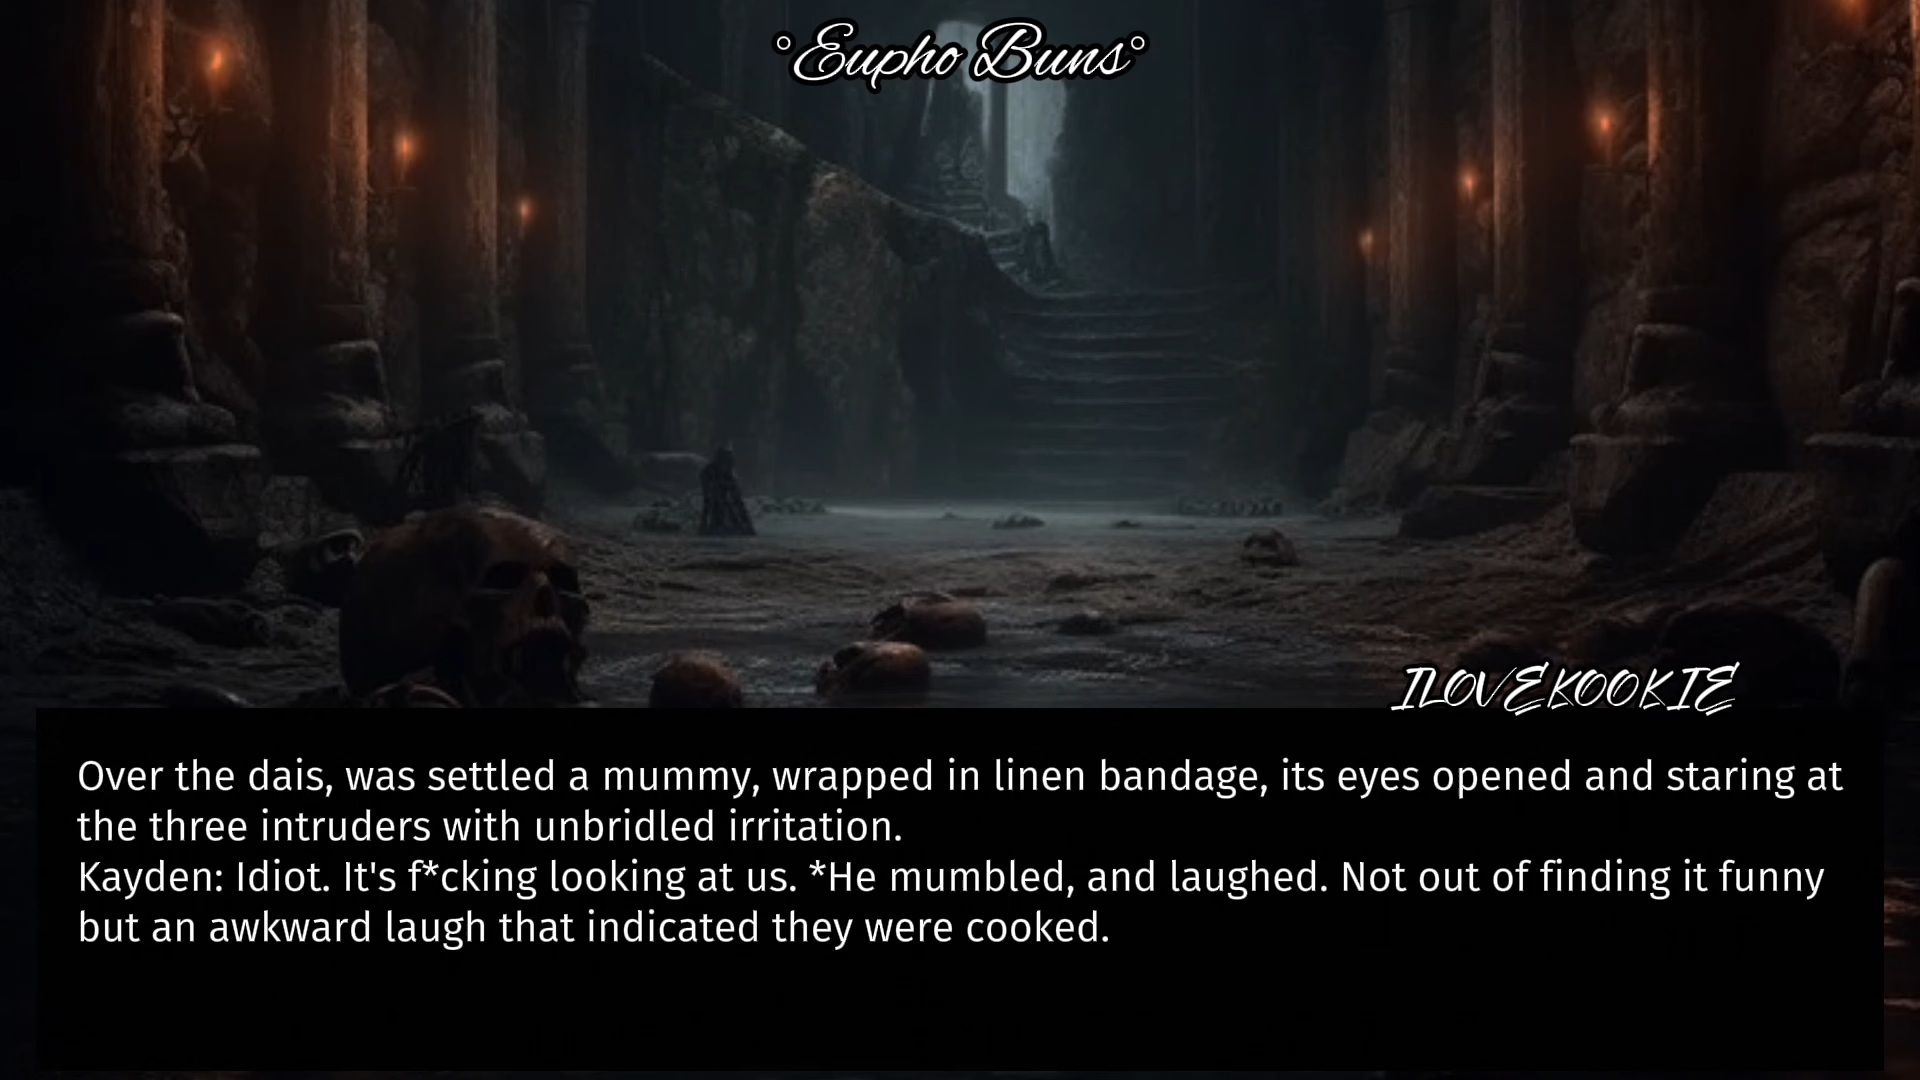 °Eupho Buns°
ILOVEKOOKIE
Over the dais, was settled a mummy, wrapped in linen bandage, its eyes opened and staring at
the three intruders with unbridled irritation.
Kayden: Idiot. It's f*cking looking at us. *He mumbled, and laughed. Not out of finding it funny
but an awkward laugh that indicated they were cooked.